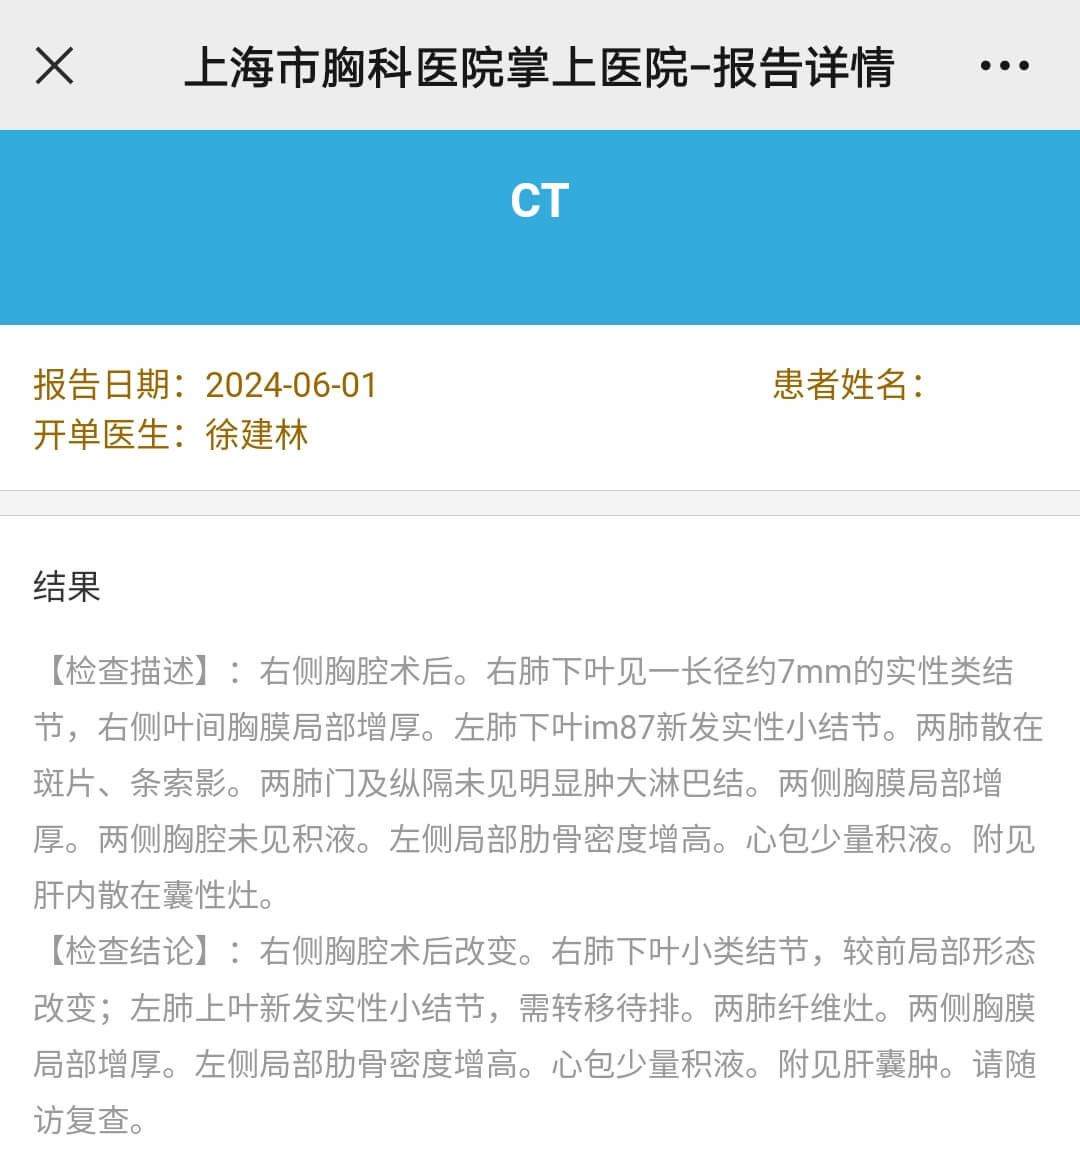 上海市胸科医院掌上医院-报告详情
CT
报告日期：2024-06-01
患者姓名：
开单医生：徐建林
结果
【检查描述】：右侧胸腔术后。右肺下叶见一长径约7mm的实性类结
节，右侧叶间胸膜局部增厚。左肺下叶im87新发实性小结节。两肺散在
斑片、条索影。两肺门及纵隔未见明显肿大淋巴结。两侧胸膜局部增
厚。两侧胸腔未见积液。左侧局部肋骨密度增高。心包少量积液。附见
肝内散在囊性灶。
【检查结论】：右侧胸腔术后改变。右肺下叶小类结节，较前局部形态
改变；左肺上叶新发实性小结节，需转移待排。两肺纤维灶。两侧胸膜
局部增厚。左侧局部肋骨密度增高。心包少量积液。附见肝囊肿。请随
访复查。